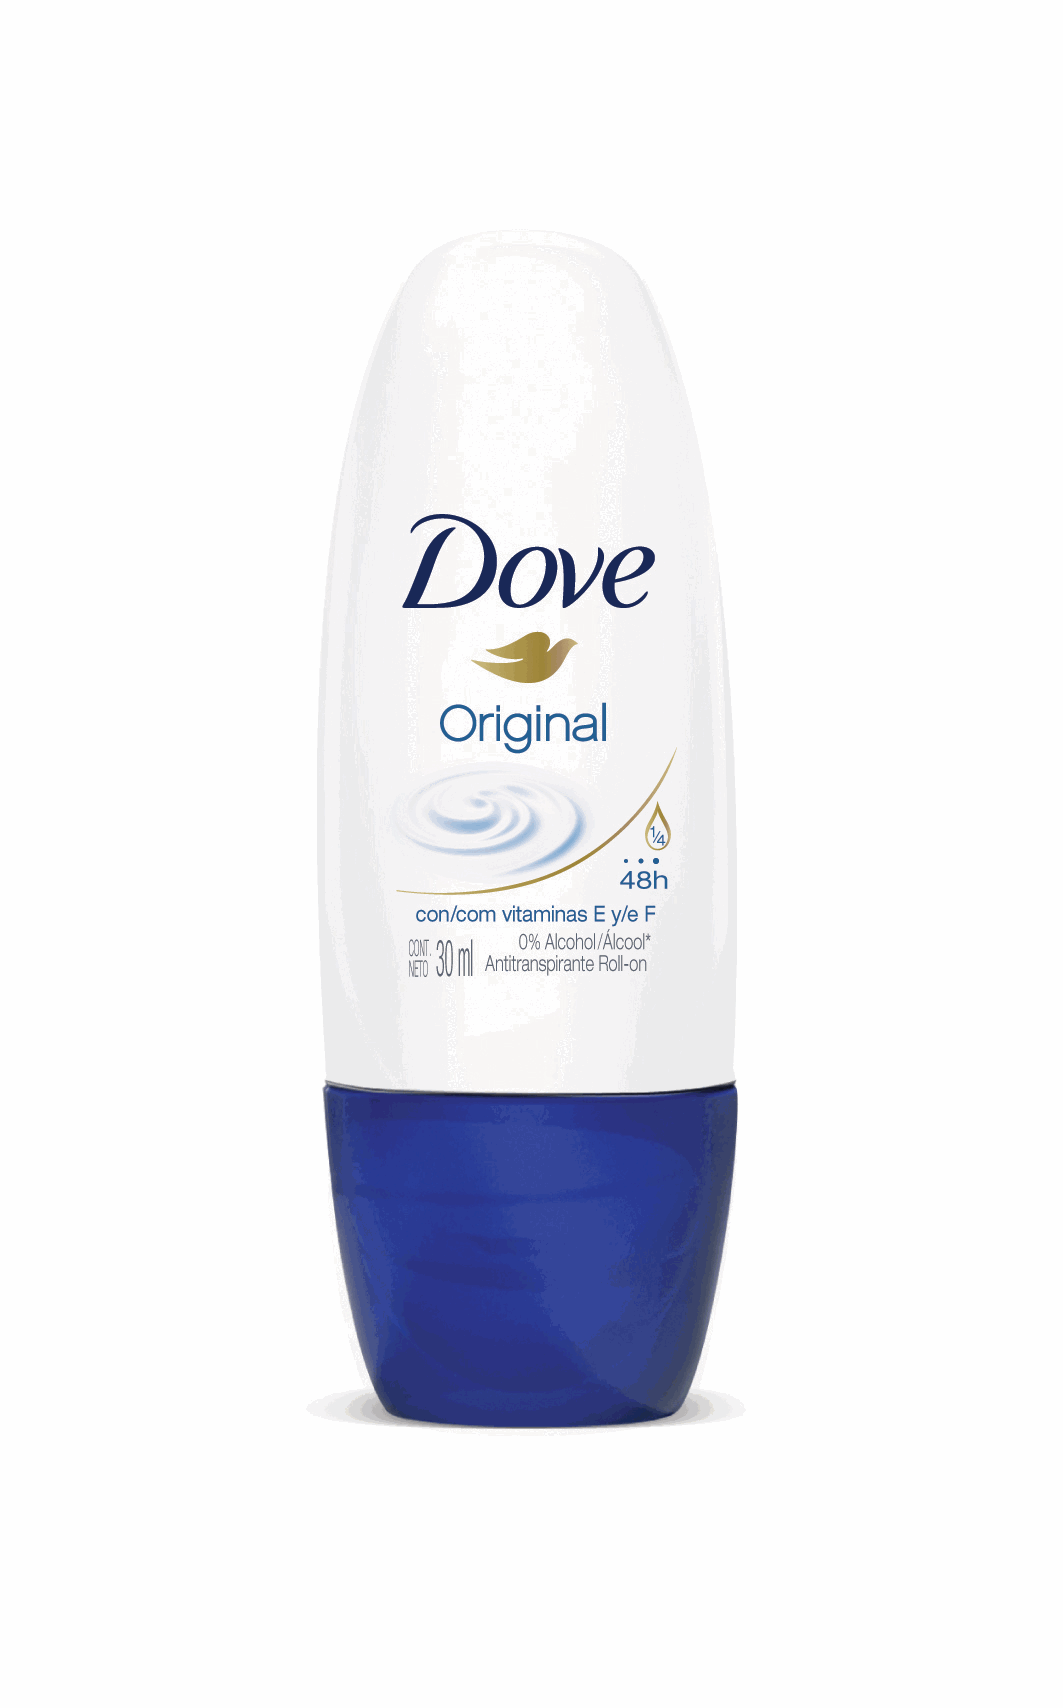 Dove
Original
1/4
48h
con/com vitaminas E y/e F
0% Alcohol/Álcool*
CONT. NETO 30 ml Antitranspirante Roll-on